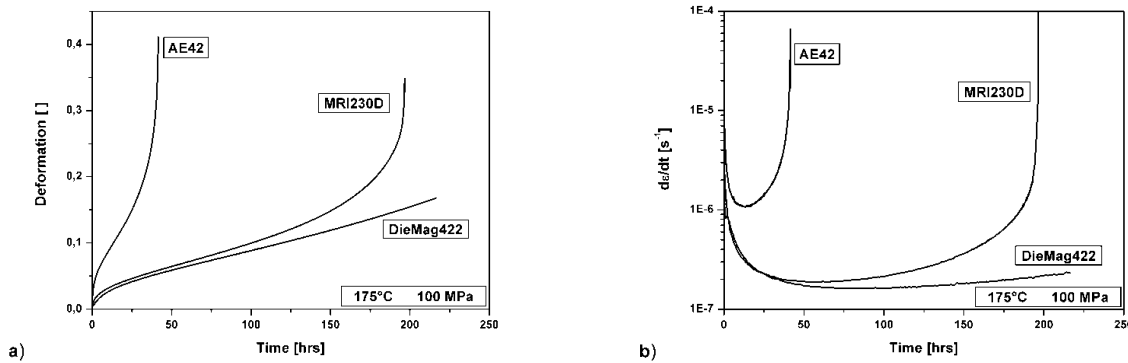 0,4
0,3
0,2
0,1
0,0
Deformation [ ]
AE42
MRI230D
DieMag422
175°C 100 MPa
0 50 100 150 200 250
Time [hrs]
a)
1E-4
1E-5
1E-6
1E-7
dε/dt [s⁻¹]
AE42
MRI230D
DieMag422
175°C 100 MPa
0 50 100 150 200 250
Time [hrs]
b)